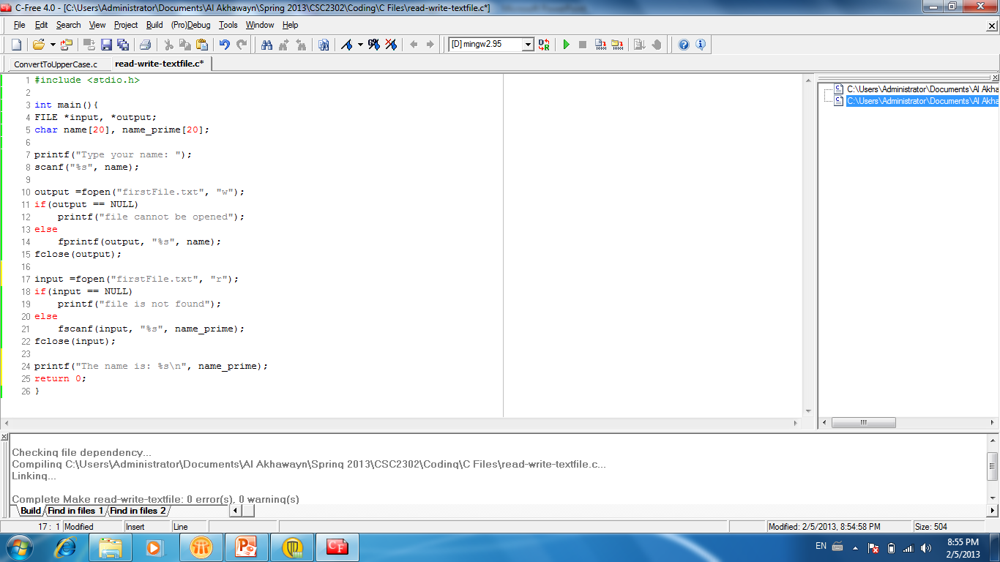 C-Free 4.0 - [C:\Users\Administrator\Documents\Al Akhawayn\Spring 2013\CSC2302\Coding\C Files\read-write-textfile.c*]
File Edit Search View Project Build (Pro)Debug Tools Window Help
[D] mingw2.95
ConvertToUpperCase.c read-write-textfile.c*
1 #include <stdio.h>
2
3 int main(){
4 FILE *input, *output;
5 char name[20], name_prime[20];
6
7 printf("Type your name: ");
8 scanf("%s", name);
9
10 output =fopen("firstFile.txt", "w");
11 if(output == NULL)
12     printf("file cannot be opened");
13 else
14     fprintf(output, "%s", name);
15 fclose(output);
16
17 input =fopen("firstFile.txt", "r");
18 if(input == NULL)
19     printf("file is not found");
20 else
21     fscanf(input, "%s", name_prime);
22 fclose(input);
23
24 printf("The name is: %s\n", name_prime);
25 return 0;
26 }
C:\Users\Administrator\Documents\Al Akha
C:\Users\Administrator\Documents\Al Akha
Checking file dependency...
Compiling C:\Users\Administrator\Documents\Al Akhawayn\Spring 2013\CSC2302\Coding\C Files\read-write-textfile.c...
Linking...
Complete Make read-write-textfile: 0 error(s), 0 warning(s)
Build Find in files 1 Find in files 2
17 : 1 Modified Insert Line Modified: 2/5/2013, 8:54:58 PM Size: 504
EN 8:55 PM
2/5/2013